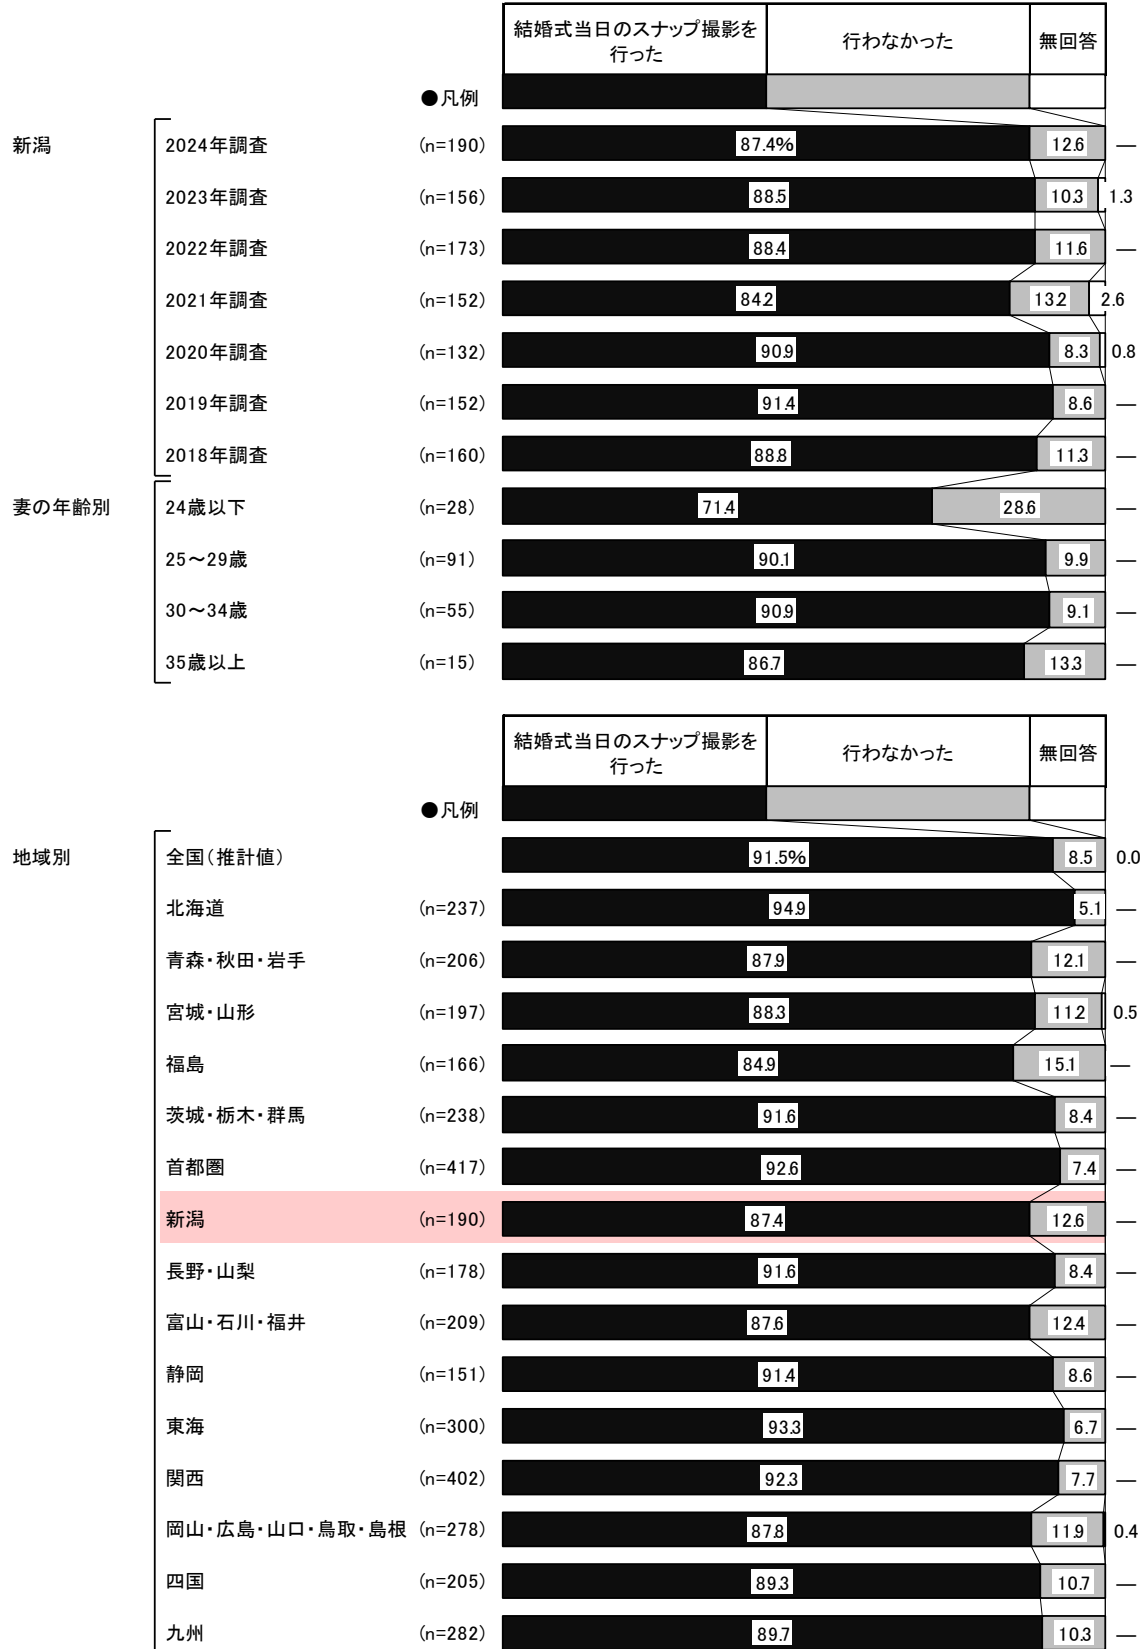 結婚式当日のスナップ撮影を
行った
行わなかった
無回答
●凡例
新潟
2024年調査 (n=190) 87.4% 12.6 —
2023年調査 (n=156) 88.5 10.3 1.3
2022年調査 (n=173) 88.4 11.6 —
2021年調査 (n=152) 84.2 13.2 2.6
2020年調査 (n=132) 90.9 8.3 0.8
2019年調査 (n=152) 91.4 8.6 —
2018年調査 (n=160) 88.8 11.3 —
妻の年齢別
24歳以下 (n=28) 71.4 28.6 —
25～29歳 (n=91) 90.1 9.9 —
30～34歳 (n=55) 90.9 9.1 —
35歳以上 (n=15) 86.7 13.3 —
結婚式当日のスナップ撮影を
行った
行わなかった
無回答
●凡例
地域別
全国(推計値) 91.5% 8.5 0.0
北海道 (n=237) 94.9 5.1 —
青森・秋田・岩手 (n=206) 87.9 12.1 —
宮城・山形 (n=197) 88.3 11.2 0.5
福島 (n=166) 84.9 15.1 —
茨城・栃木・群馬 (n=238) 91.6 8.4 —
首都圏 (n=417) 92.6 7.4 —
新潟 (n=190) 87.4 12.6 —
長野・山梨 (n=178) 91.6 8.4 —
富山・石川・福井 (n=209) 87.6 12.4 —
静岡 (n=151) 91.4 8.6 —
東海 (n=300) 93.3 6.7 —
関西 (n=402) 92.3 7.7 —
岡山・広島・山口・鳥取・島根 (n=278) 87.8 11.9 0.4
四国 (n=205) 89.3 10.7 —
九州 (n=282) 89.7 10.3 —